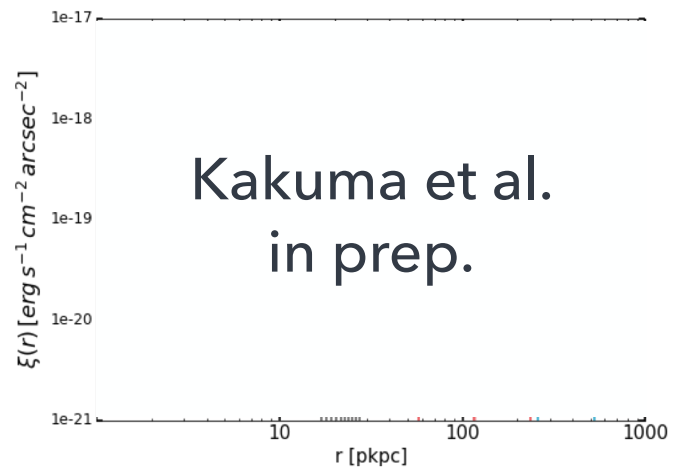 1e-17
1e-18
1e-19
1e-20
1e-21
ξ(r) [erg s⁻¹ cm⁻² arcsec⁻²]
Kakuma et al.
in prep.
10 100 1000
r [pkpc]